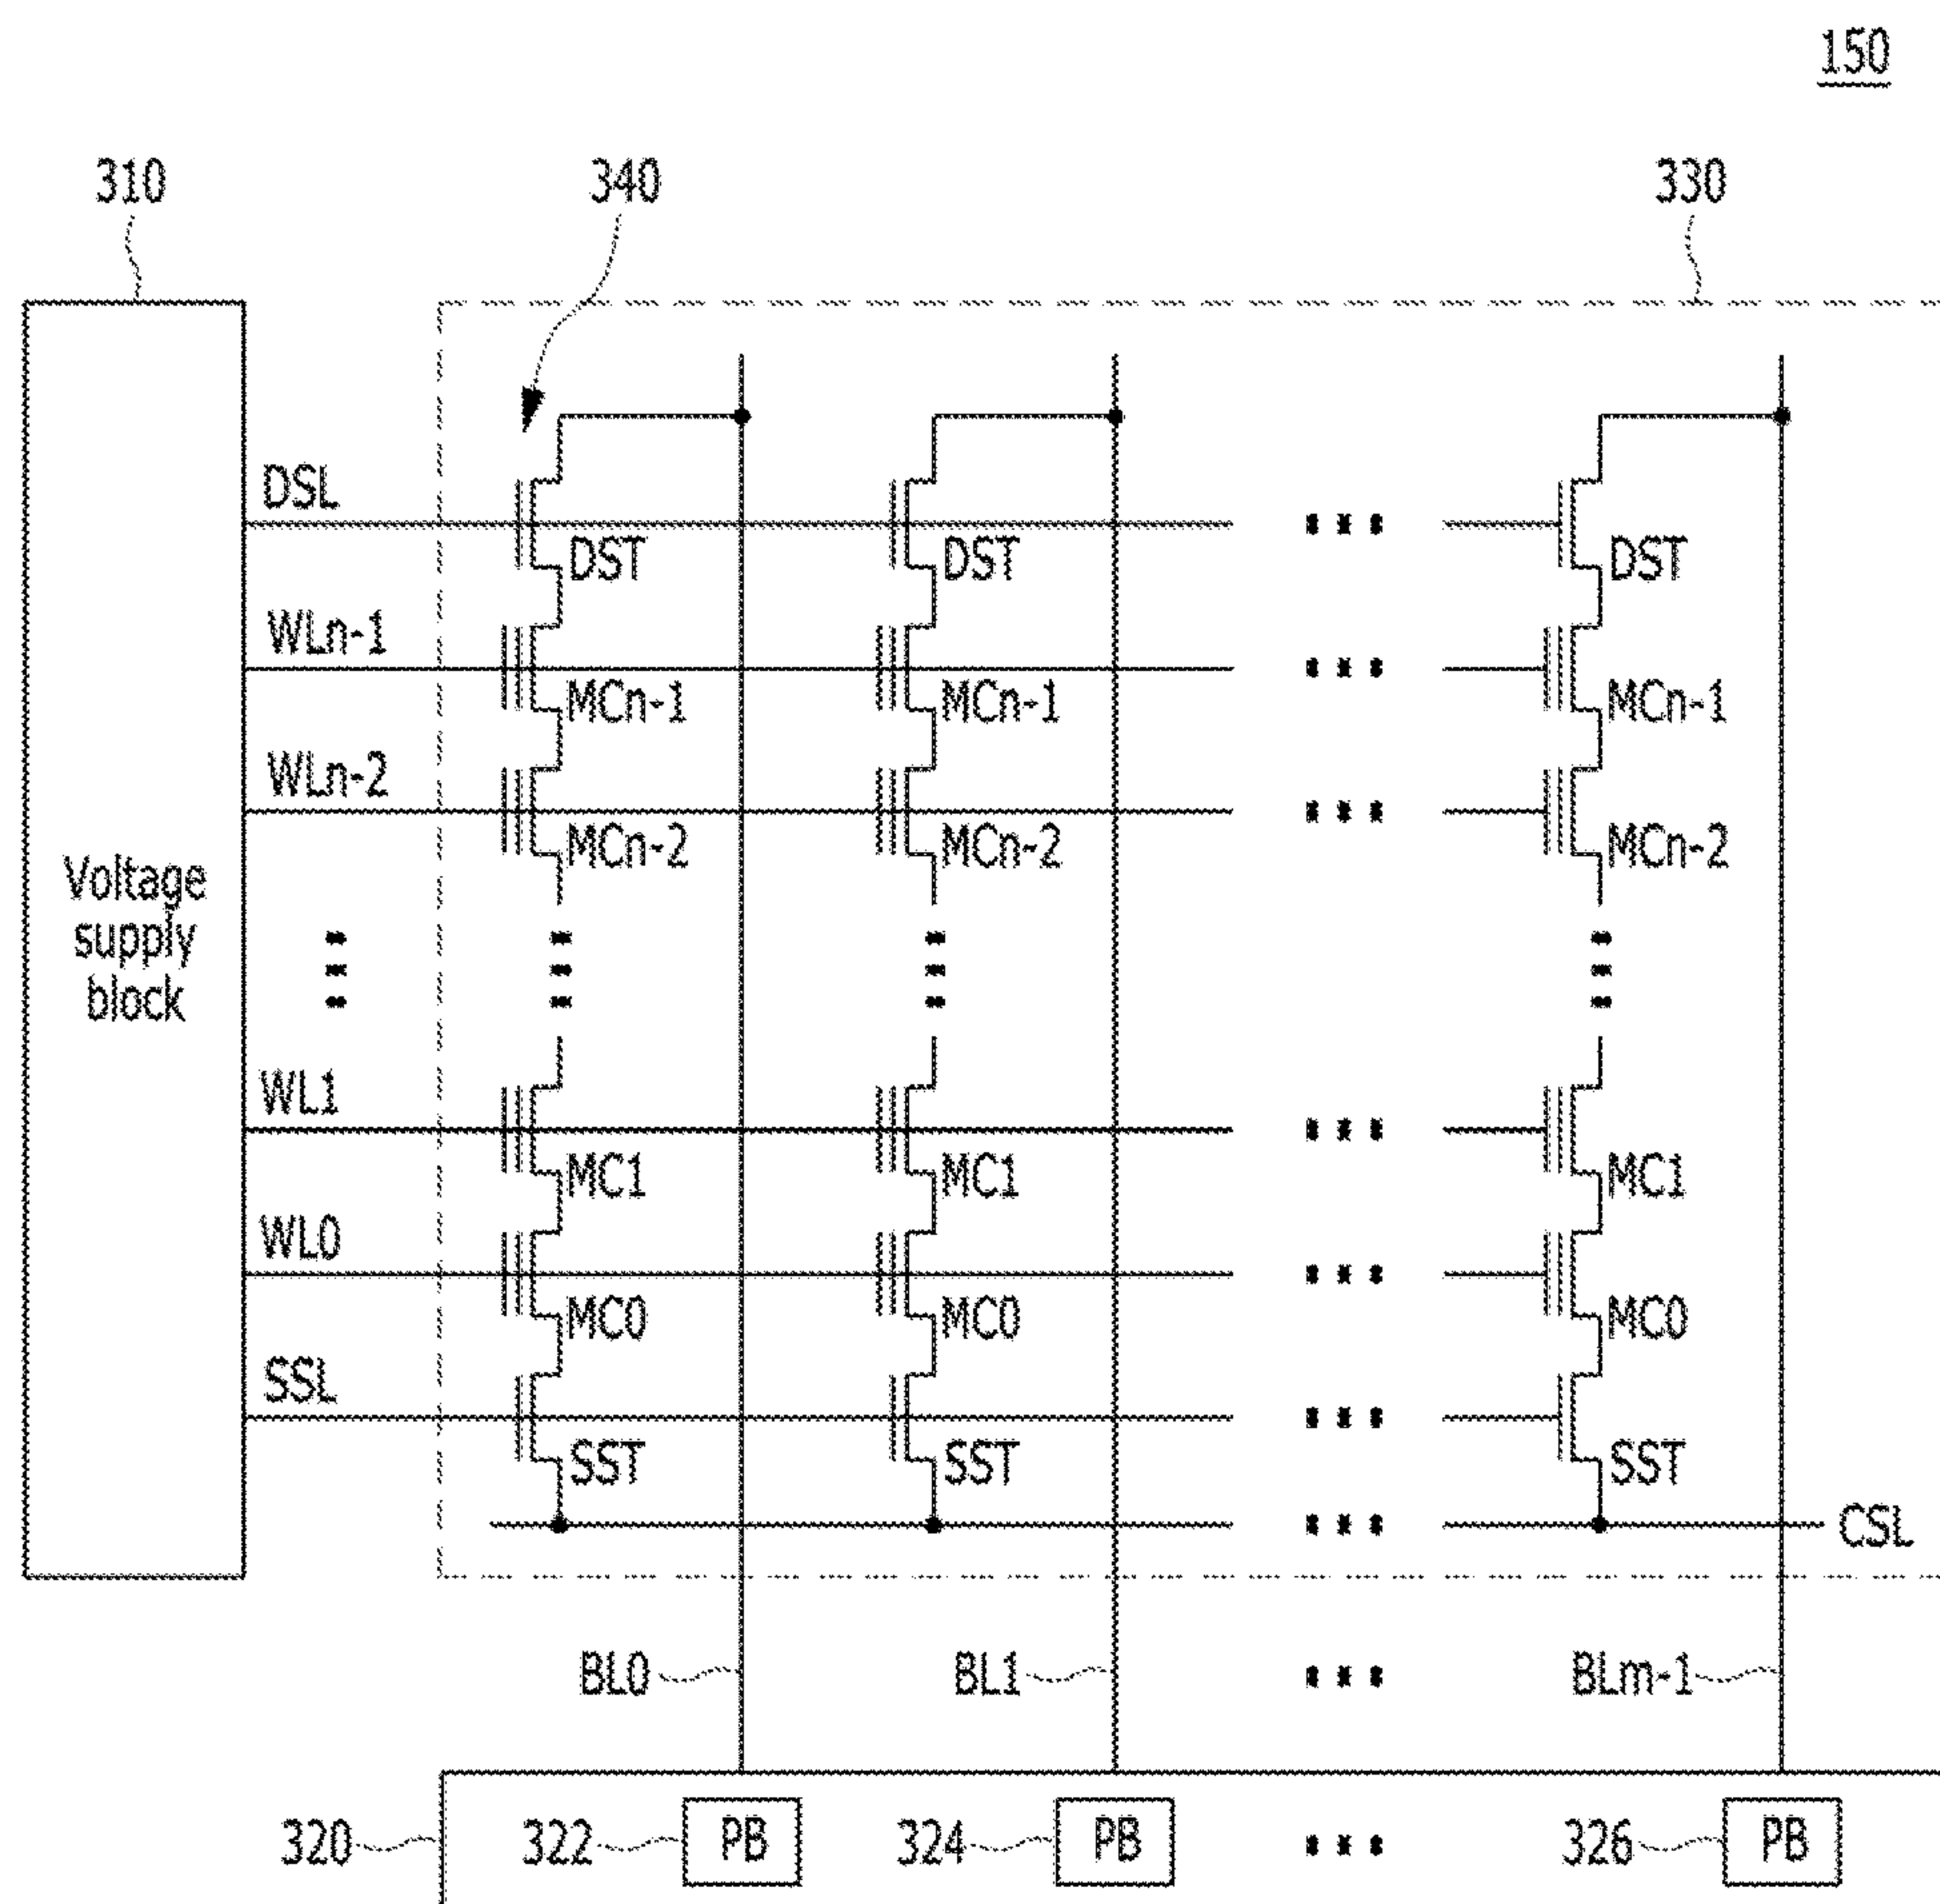 150
310
340
330
DSL
DST DST DST
WLn-1
MCn-1 MCn-1 MCn-1
WLn-2
MCn-2 MCn-2 MCn-2
Voltage
supply
block
WL1
MC1 MC1 MC1
WL0
MC0 MC0 MC0
SSL
SST SST SST
CSL
BL0 BL1 BLm-1
320 322 PB 324 PB 326 PB